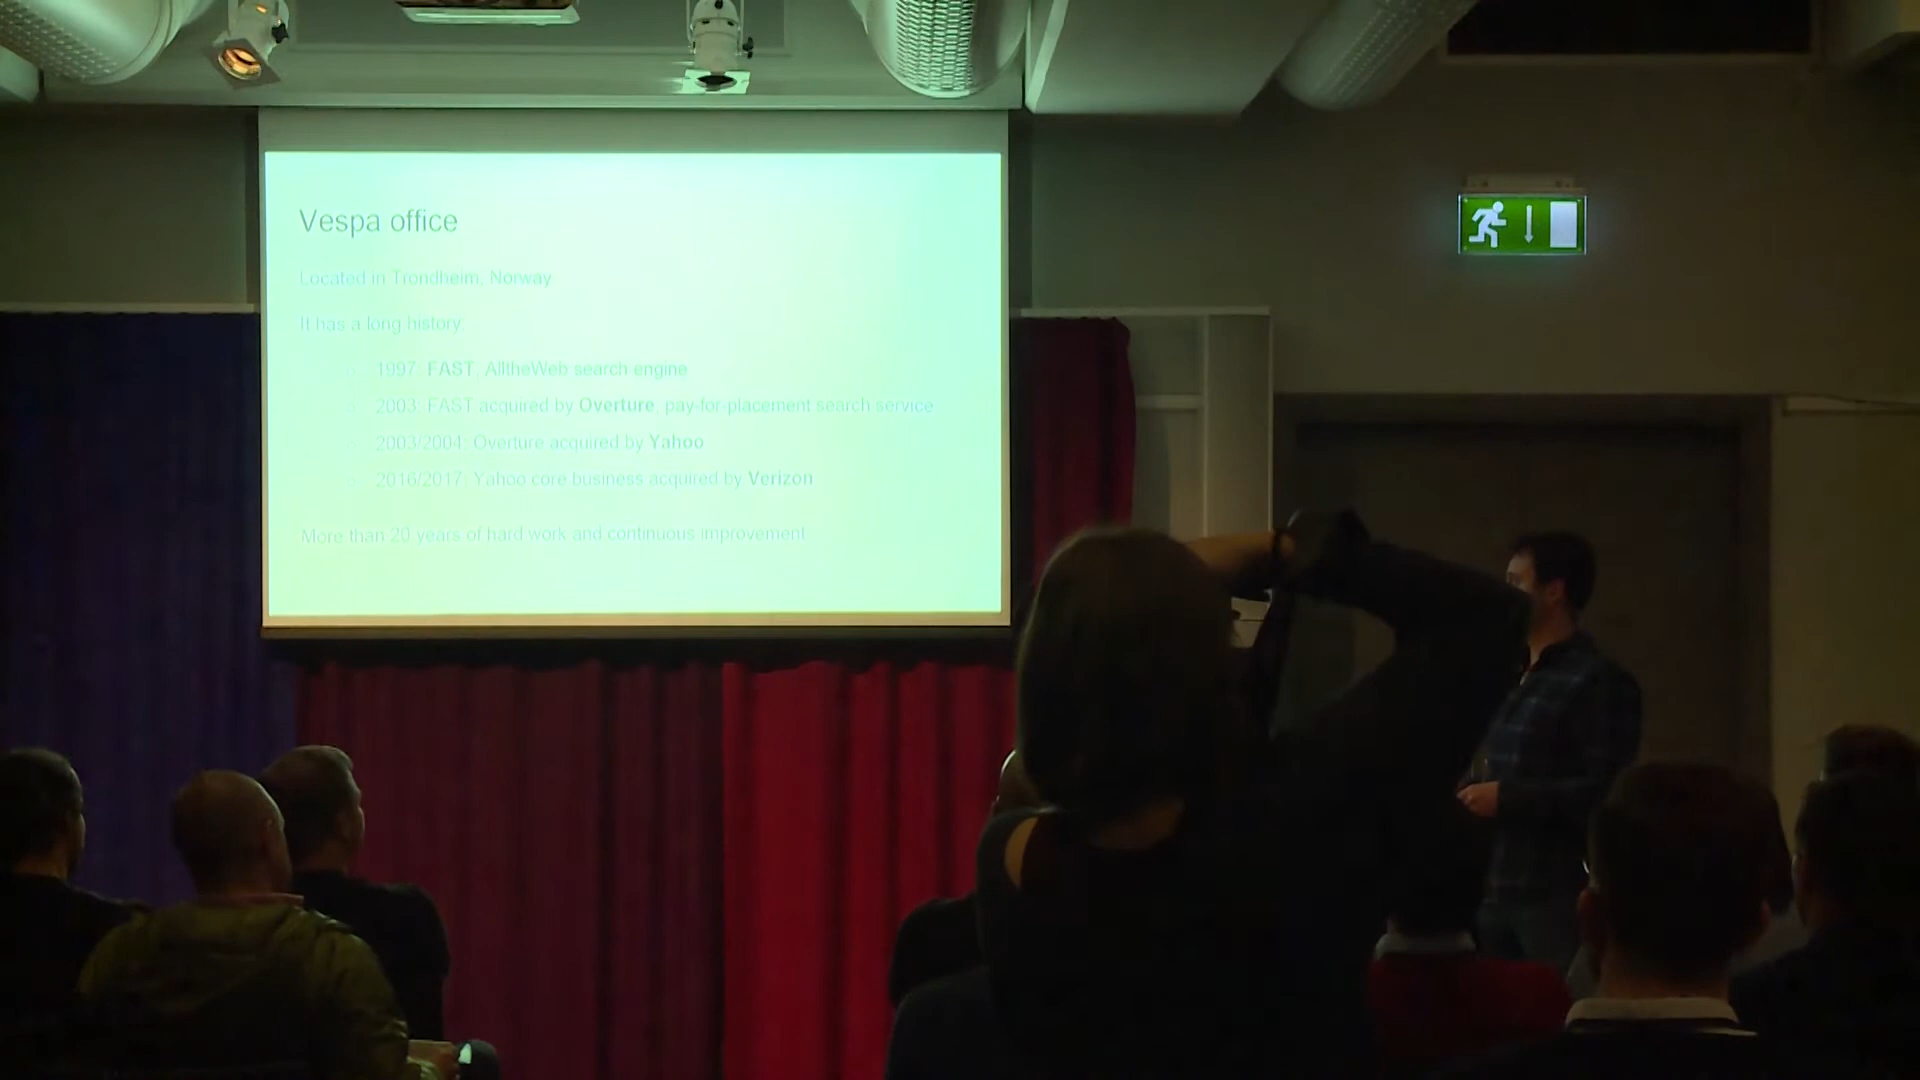 Vespa office
Located in Trondheim, Norway
It has a long history:
1997: FAST, AlltheWeb search engine
2003: FAST acquired by Overture, pay-for-placement search service
2003/2004: Overture acquired by Yahoo
2016/2017: Yahoo core business acquired by Verizon
More than 20 years of hard work and continuous improvement